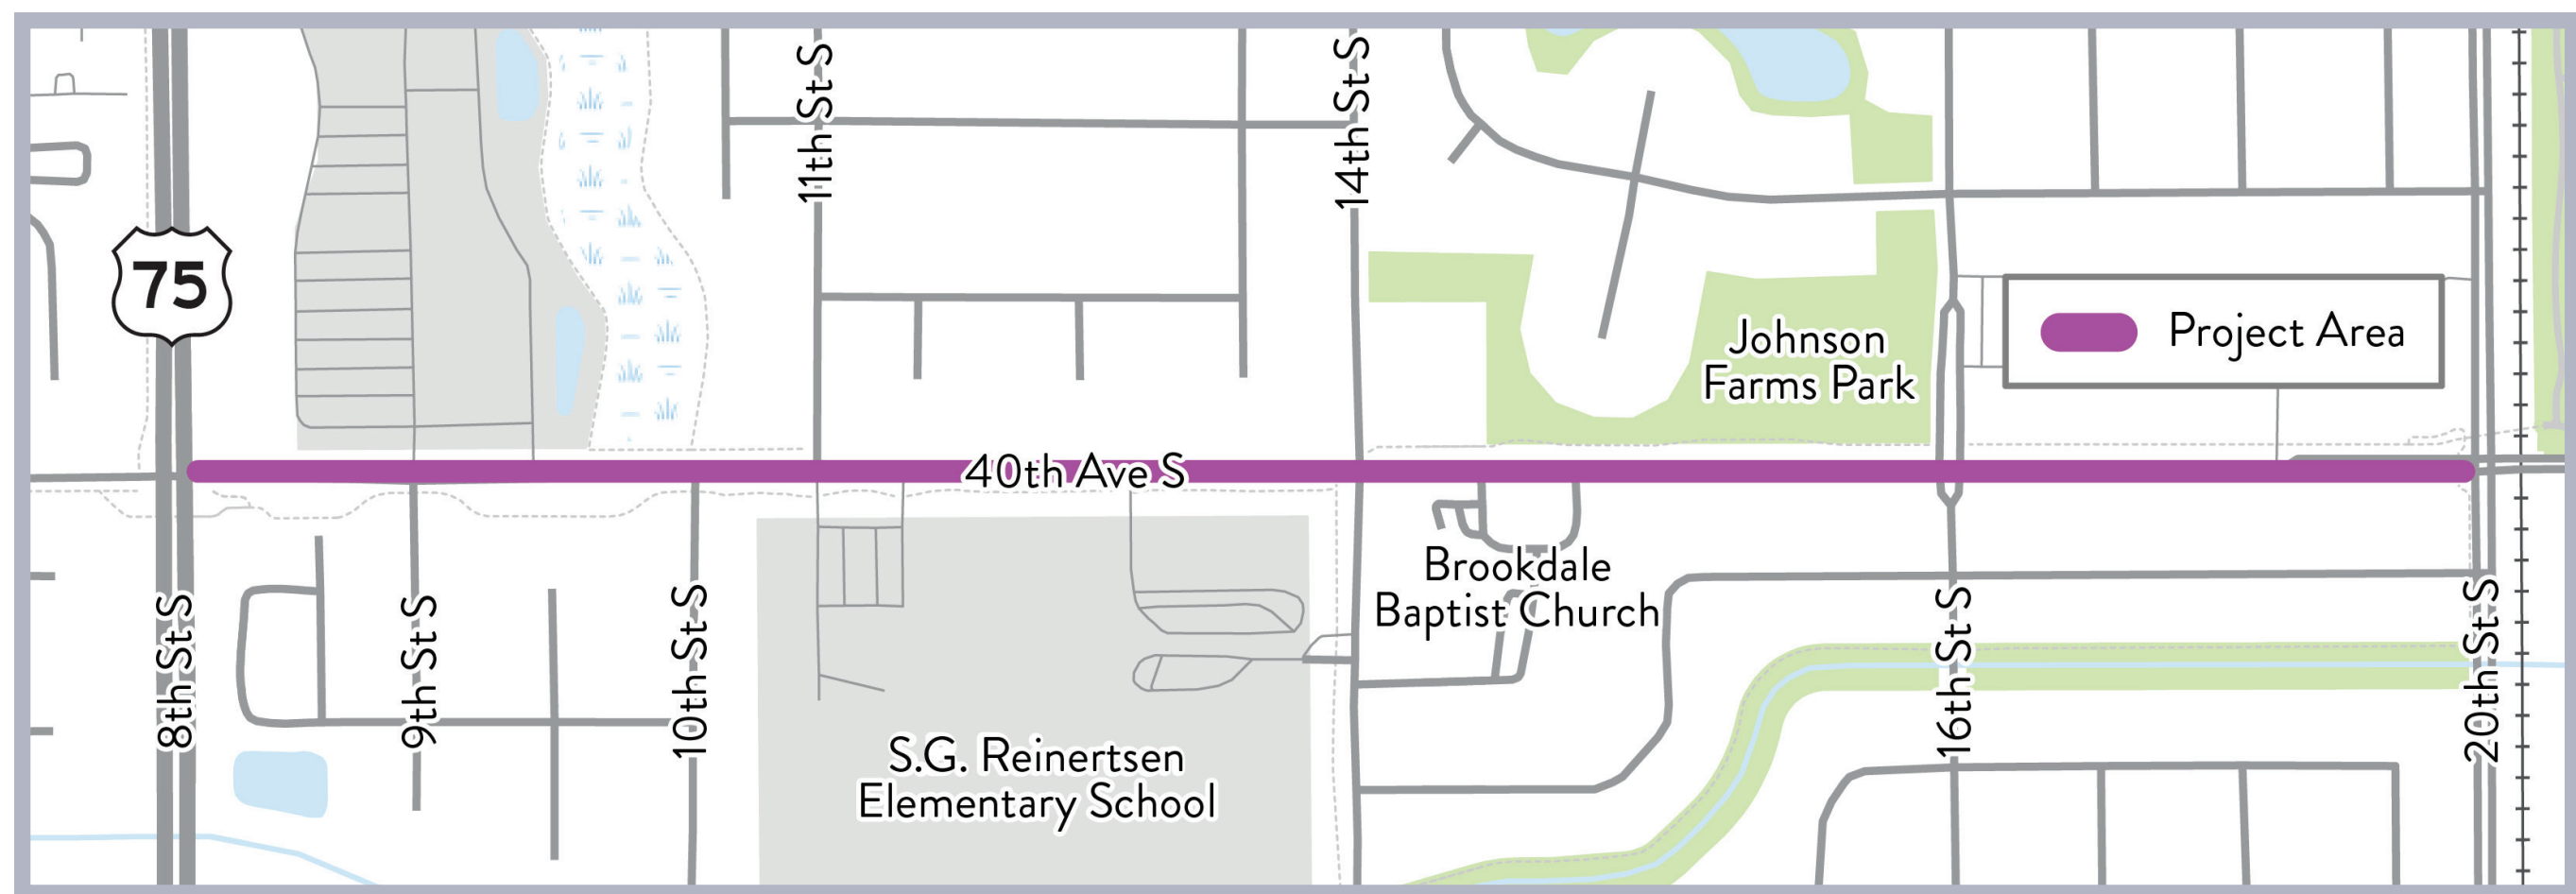 11th St S
14th St S
75
Project Area
Johnson
Farms Park
40th Ave S
Brookdale
Baptist Church
8th St S
9th St S
10th St S
16th St S
20th St S
S.G. Reinertsen
Elementary School